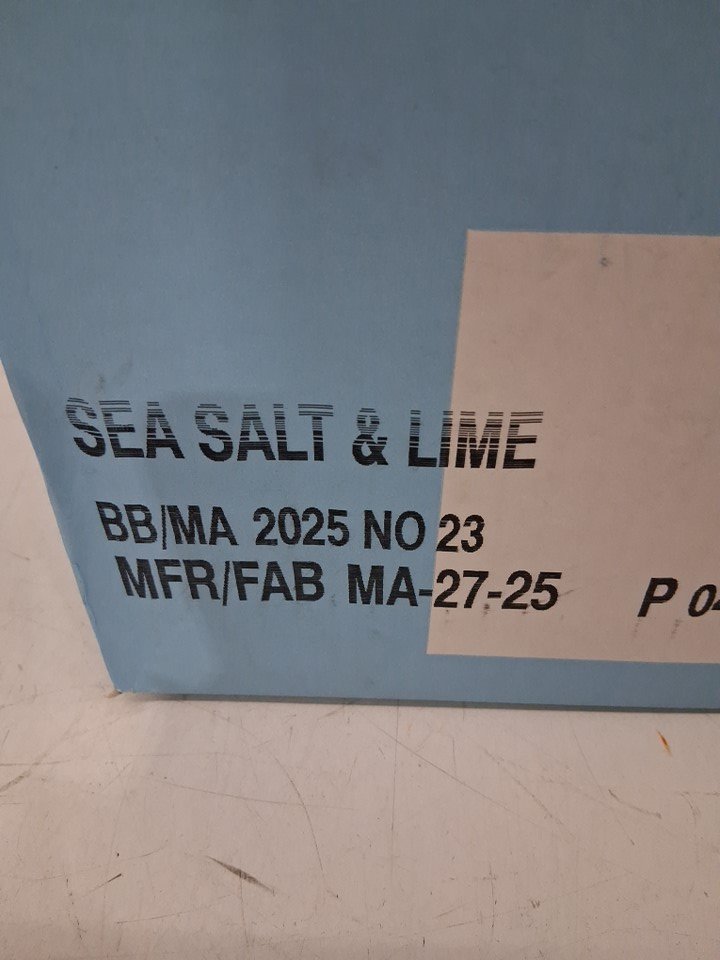 SEA SALT & LIME
BB/MA 2025 NO 23
MFR/FAB MA-27-25 P